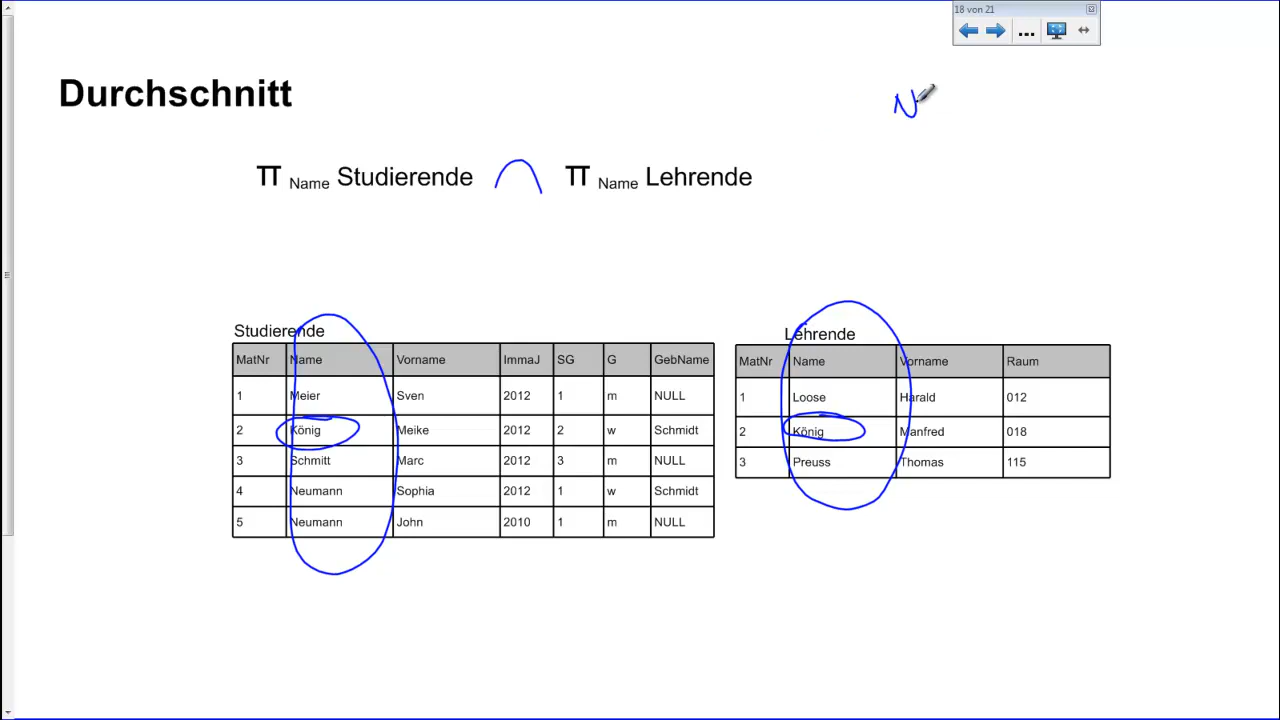 18 von 21
...
Durchschnitt
N
π Name Studierende ∩ π Name Lehrende
Studierende
MatNr Name Vorname ImmaJ SG G GebName
1 Meier Sven 2012 1 m NULL
2 König Meike 2012 2 w Schmidt
3 Schmitt Marc 2012 3 m NULL
4 Neumann Sophia 2012 1 w Schmidt
5 Neumann John 2010 1 m NULL
Lehrende
MatNr Name Vorname Raum
1 Loose Harald 012
2 König Manfred 018
3 Preuss Thomas 115